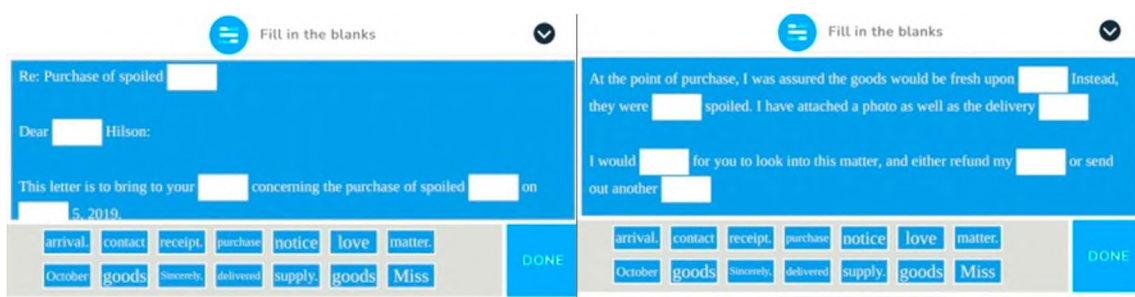 Fill in the blanks
Re: Purchase of spoiled
Dear Hilson:
This letter is to bring to your concerning the purchase of spoiled on
5, 2019.
arrival. contact receipt. purchase notice love matter.
October goods Sincerely, delivered supply. goods Miss
DONE
Fill in the blanks
At the point of purchase, I was assured the goods would be fresh upon Instead,
they were spoiled. I have attached a photo as well as the delivery
I would for you to look into this matter, and either refund my or send
out another
arrival. contact receipt. purchase notice love matter.
October goods Sincerely, delivered supply. goods Miss
DONE